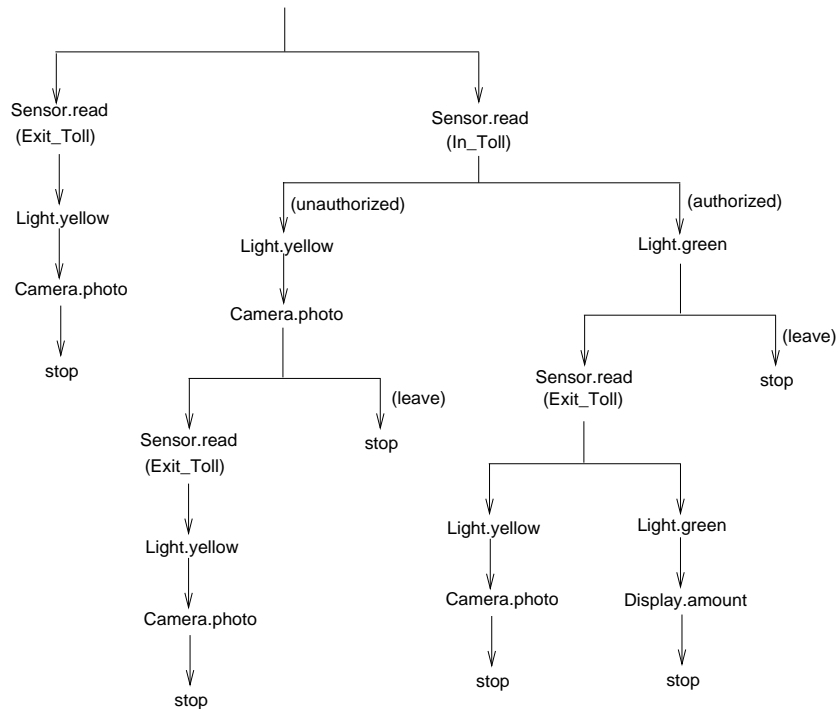 Sensor.read
(Exit_Toll)
Light.yellow
Camera.photo
stop
Sensor.read
(In_Toll)
(unauthorized)
Light.yellow
Camera.photo
Sensor.read
(Exit_Toll)
Light.yellow
Camera.photo
stop
(leave)
stop
(authorized)
Light.green
Sensor.read
(Exit_Toll)
Light.yellow
Camera.photo
stop
Light.green
Display.amount
stop
(leave)
stop